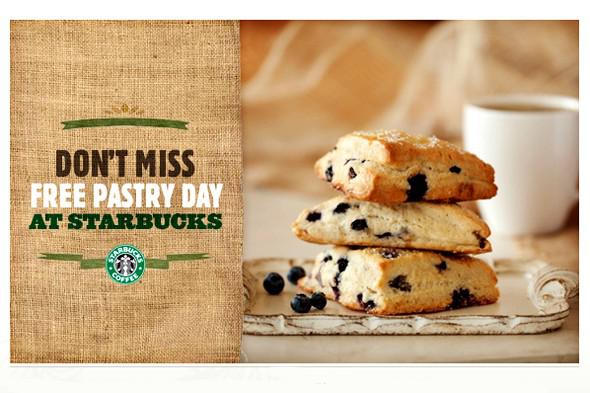 DON'T MISS
FREE PASTRY DAY
AT STARBUCKS
STARBUCKS
COFFEE